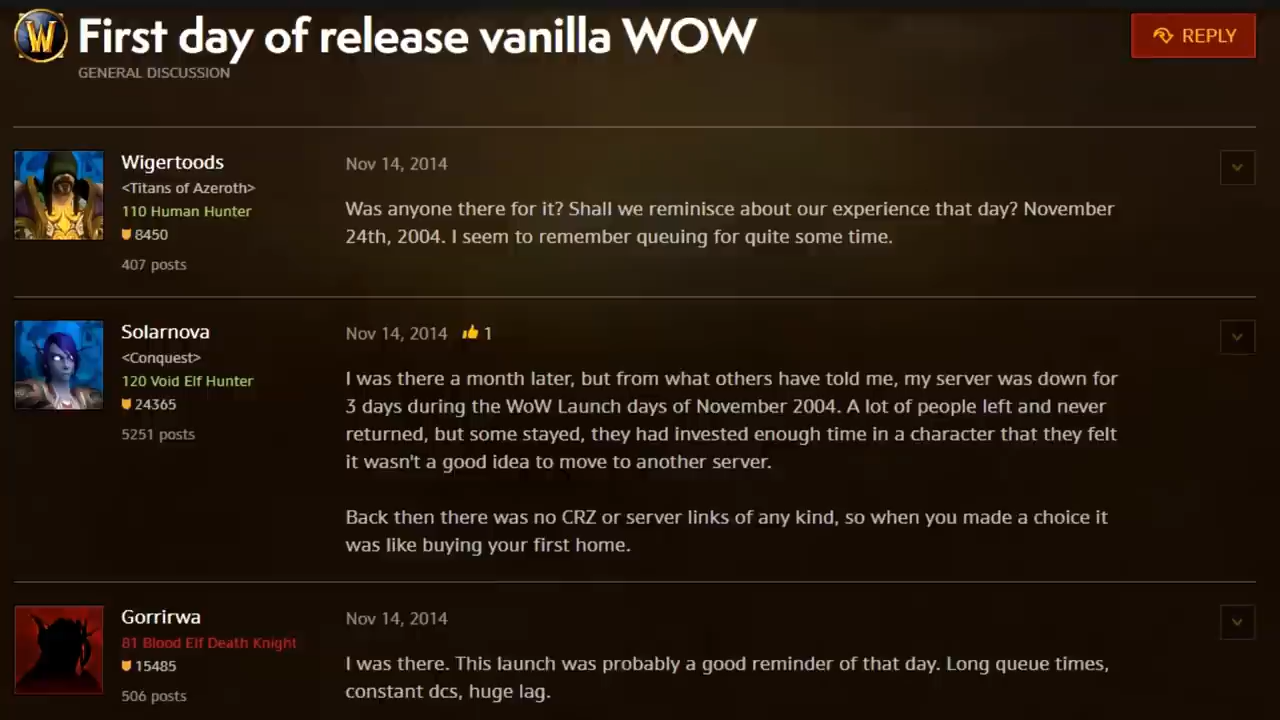 W First day of release vanilla WOW
REPLY
GENERAL DISCUSSION
Wigertoods
<Titans of Azeroth>
110 Human Hunter
8450
407 posts
Nov 14, 2014
Was anyone there for it? Shall we reminisce about our experience that day? November
24th, 2004. I seem to remember queuing for quite some time.
Solarnova
<Conquest>
120 Void Elf Hunter
24365
5251 posts
Nov 14, 2014 1
I was there a month later, but from what others have told me, my server was down for
3 days during the WoW Launch days of November 2004. A lot of people left and never
returned, but some stayed, they had invested enough time in a character that they felt
it wasn't a good idea to move to another server.
Back then there was no CRZ or server links of any kind, so when you made a choice it
was like buying your first home.
Gorrirwa
81 Blood Elf Death Knight
15485
506 posts
Nov 14, 2014
I was there. This launch was probably a good reminder of that day. Long queue times,
constant dcs, huge lag.